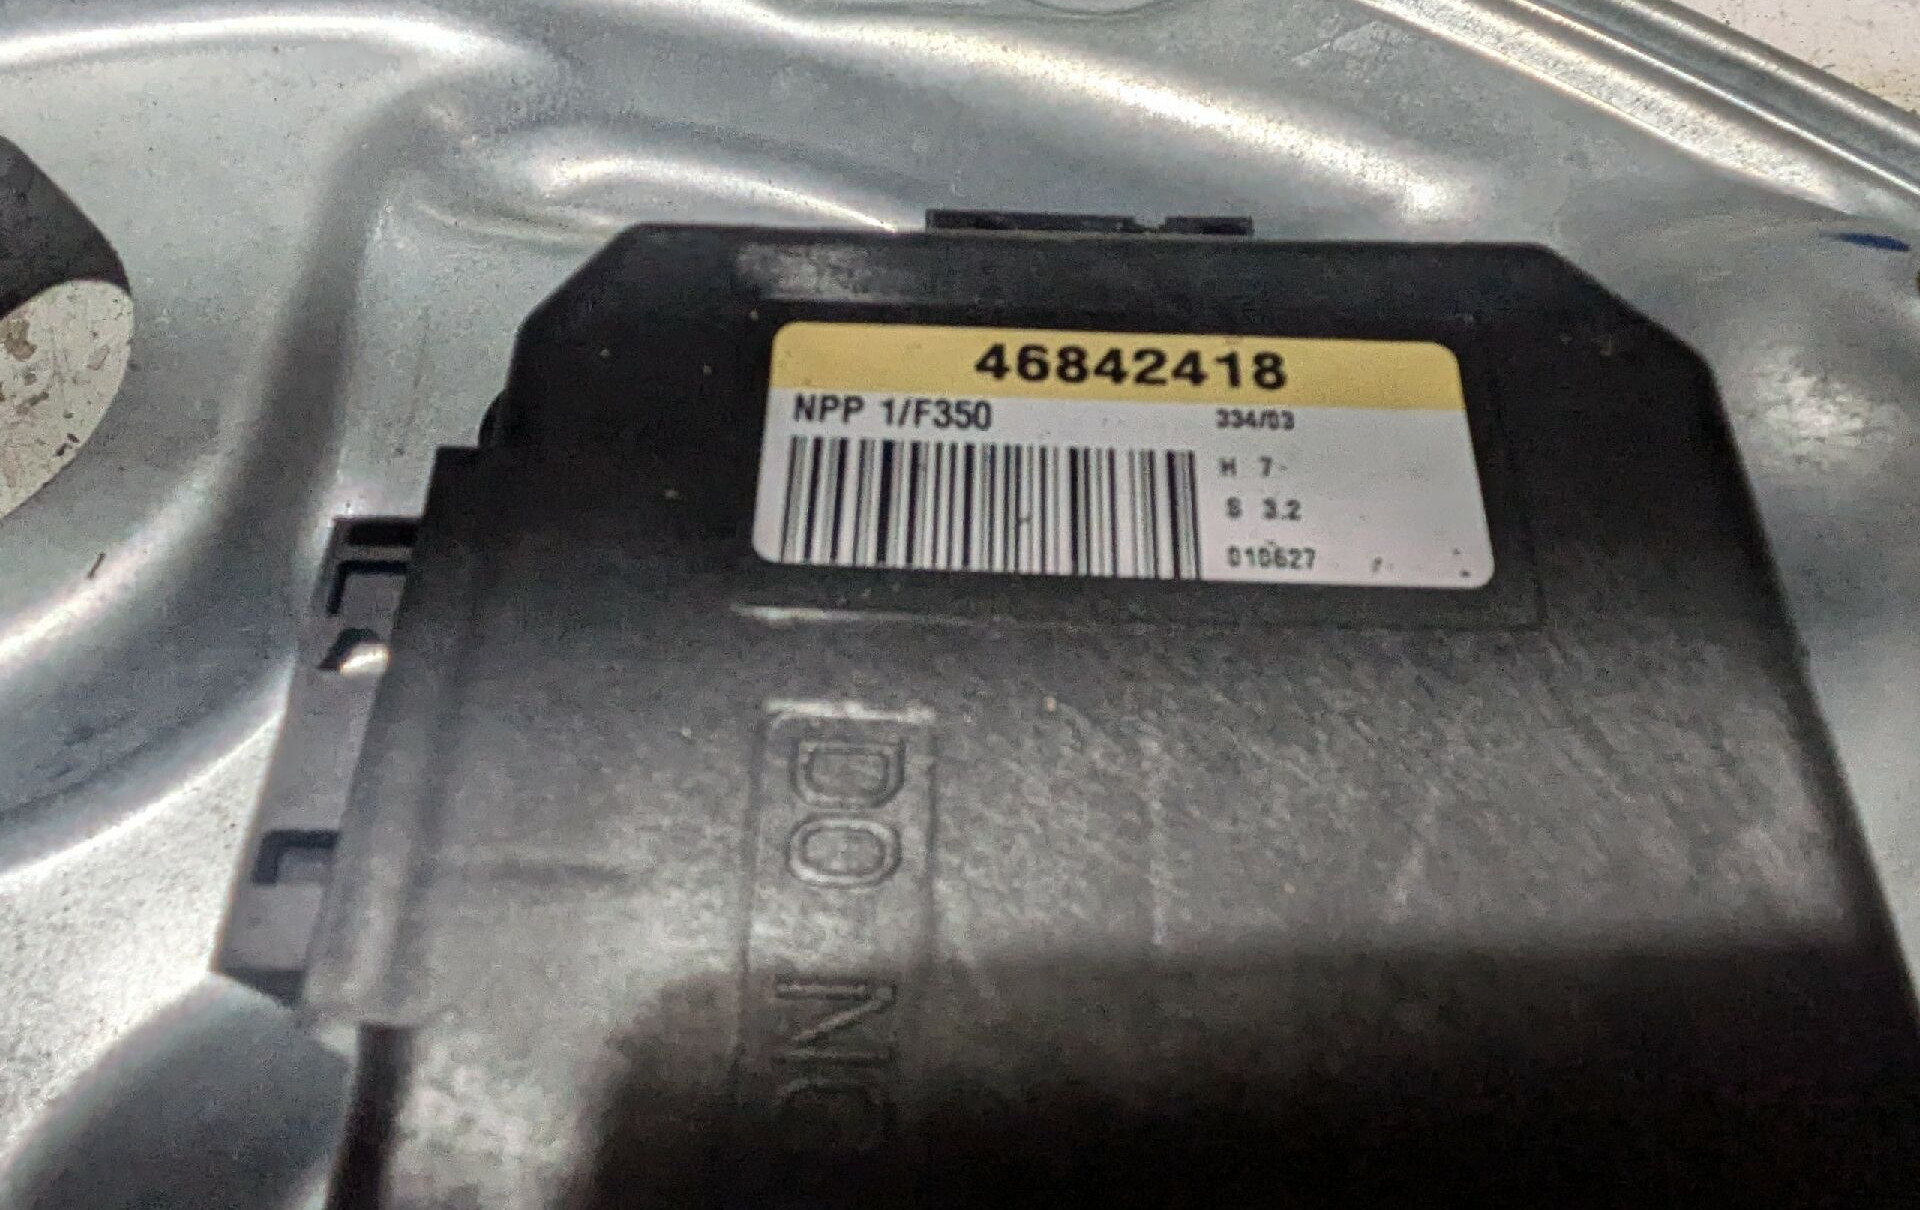 46842418
NPP 1/F350
334/03
H 7
S 3.2
010627
DO NO